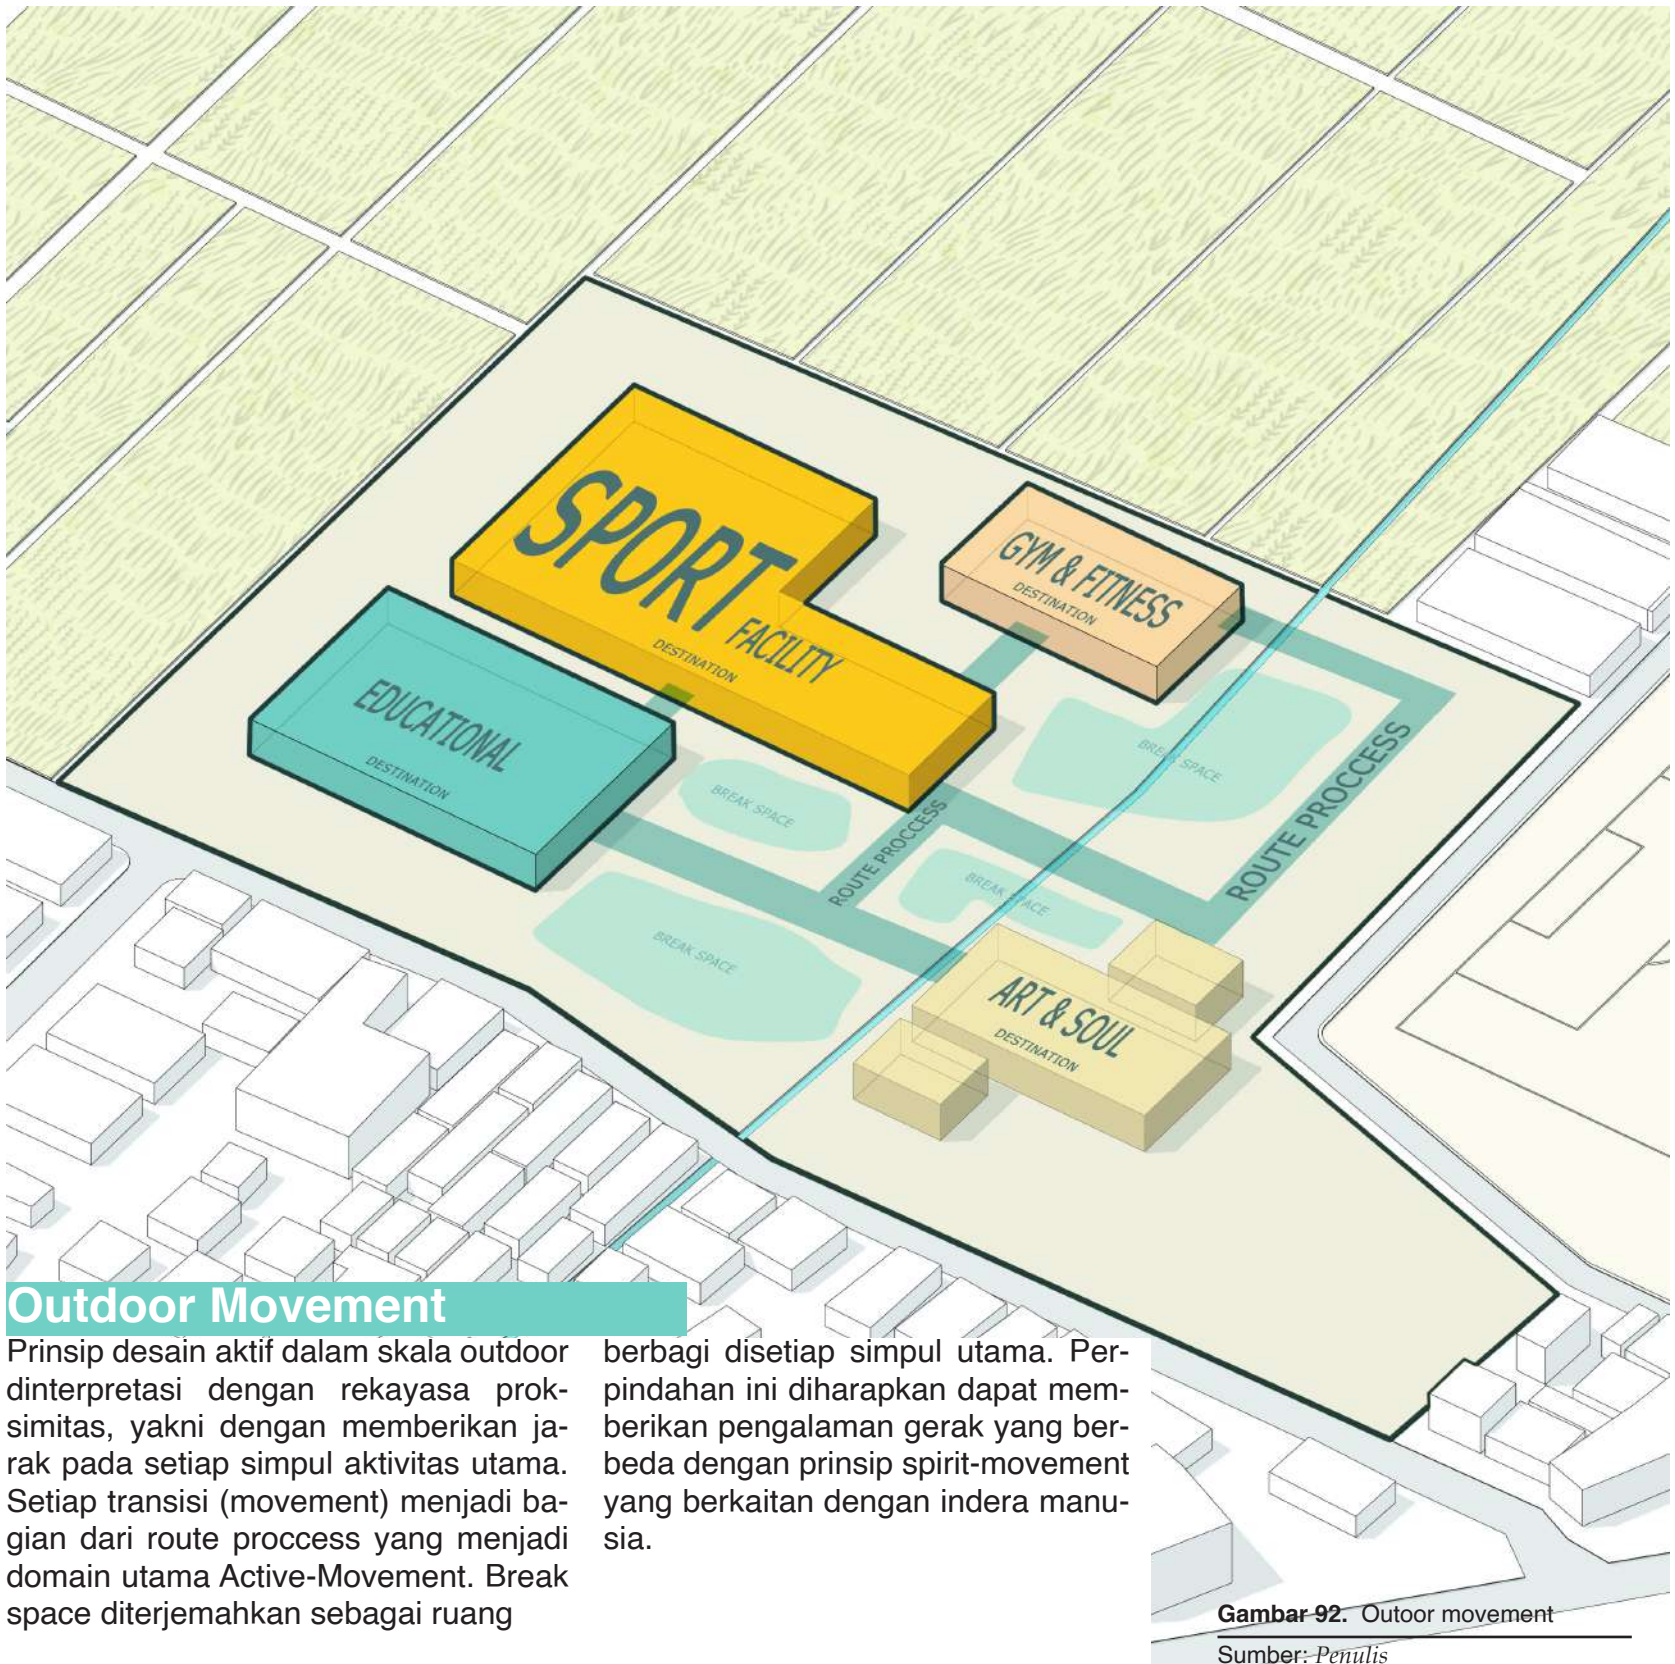 SPORT
FACILITY
DESTINATION
GYM & FITNESS
DESTINATION
EDUCATIONAL
DESTINATION
BREAK SPACE
BREAK SPACE
BREAK SPACE
BREAK SPACE
ROUTE PROCCESS
ROUTE PROCCESS
ART & SOUL
DESTINATION
Outdoor Movement
Prinsip desain aktif dalam skala outdoor
dinterpretasi dengan rekayasa prok-
simitas, yakni dengan memberikan ja-
rak pada setiap simpul aktivitas utama.
Setiap transisi (movement) menjadi ba-
gian dari route proccess yang menjadi
domain utama Active-Movement. Break
space diterjemahkan sebagai ruang
berbagi disetiap simpul utama. Per-
pindahan ini diharapkan dapat mem-
berikan pengalaman gerak yang ber-
beda dengan prinsip spirit-movement
yang berkaitan dengan indera manu-
sia.
Gambar 92. Outoor movement
Sumber: Penulis